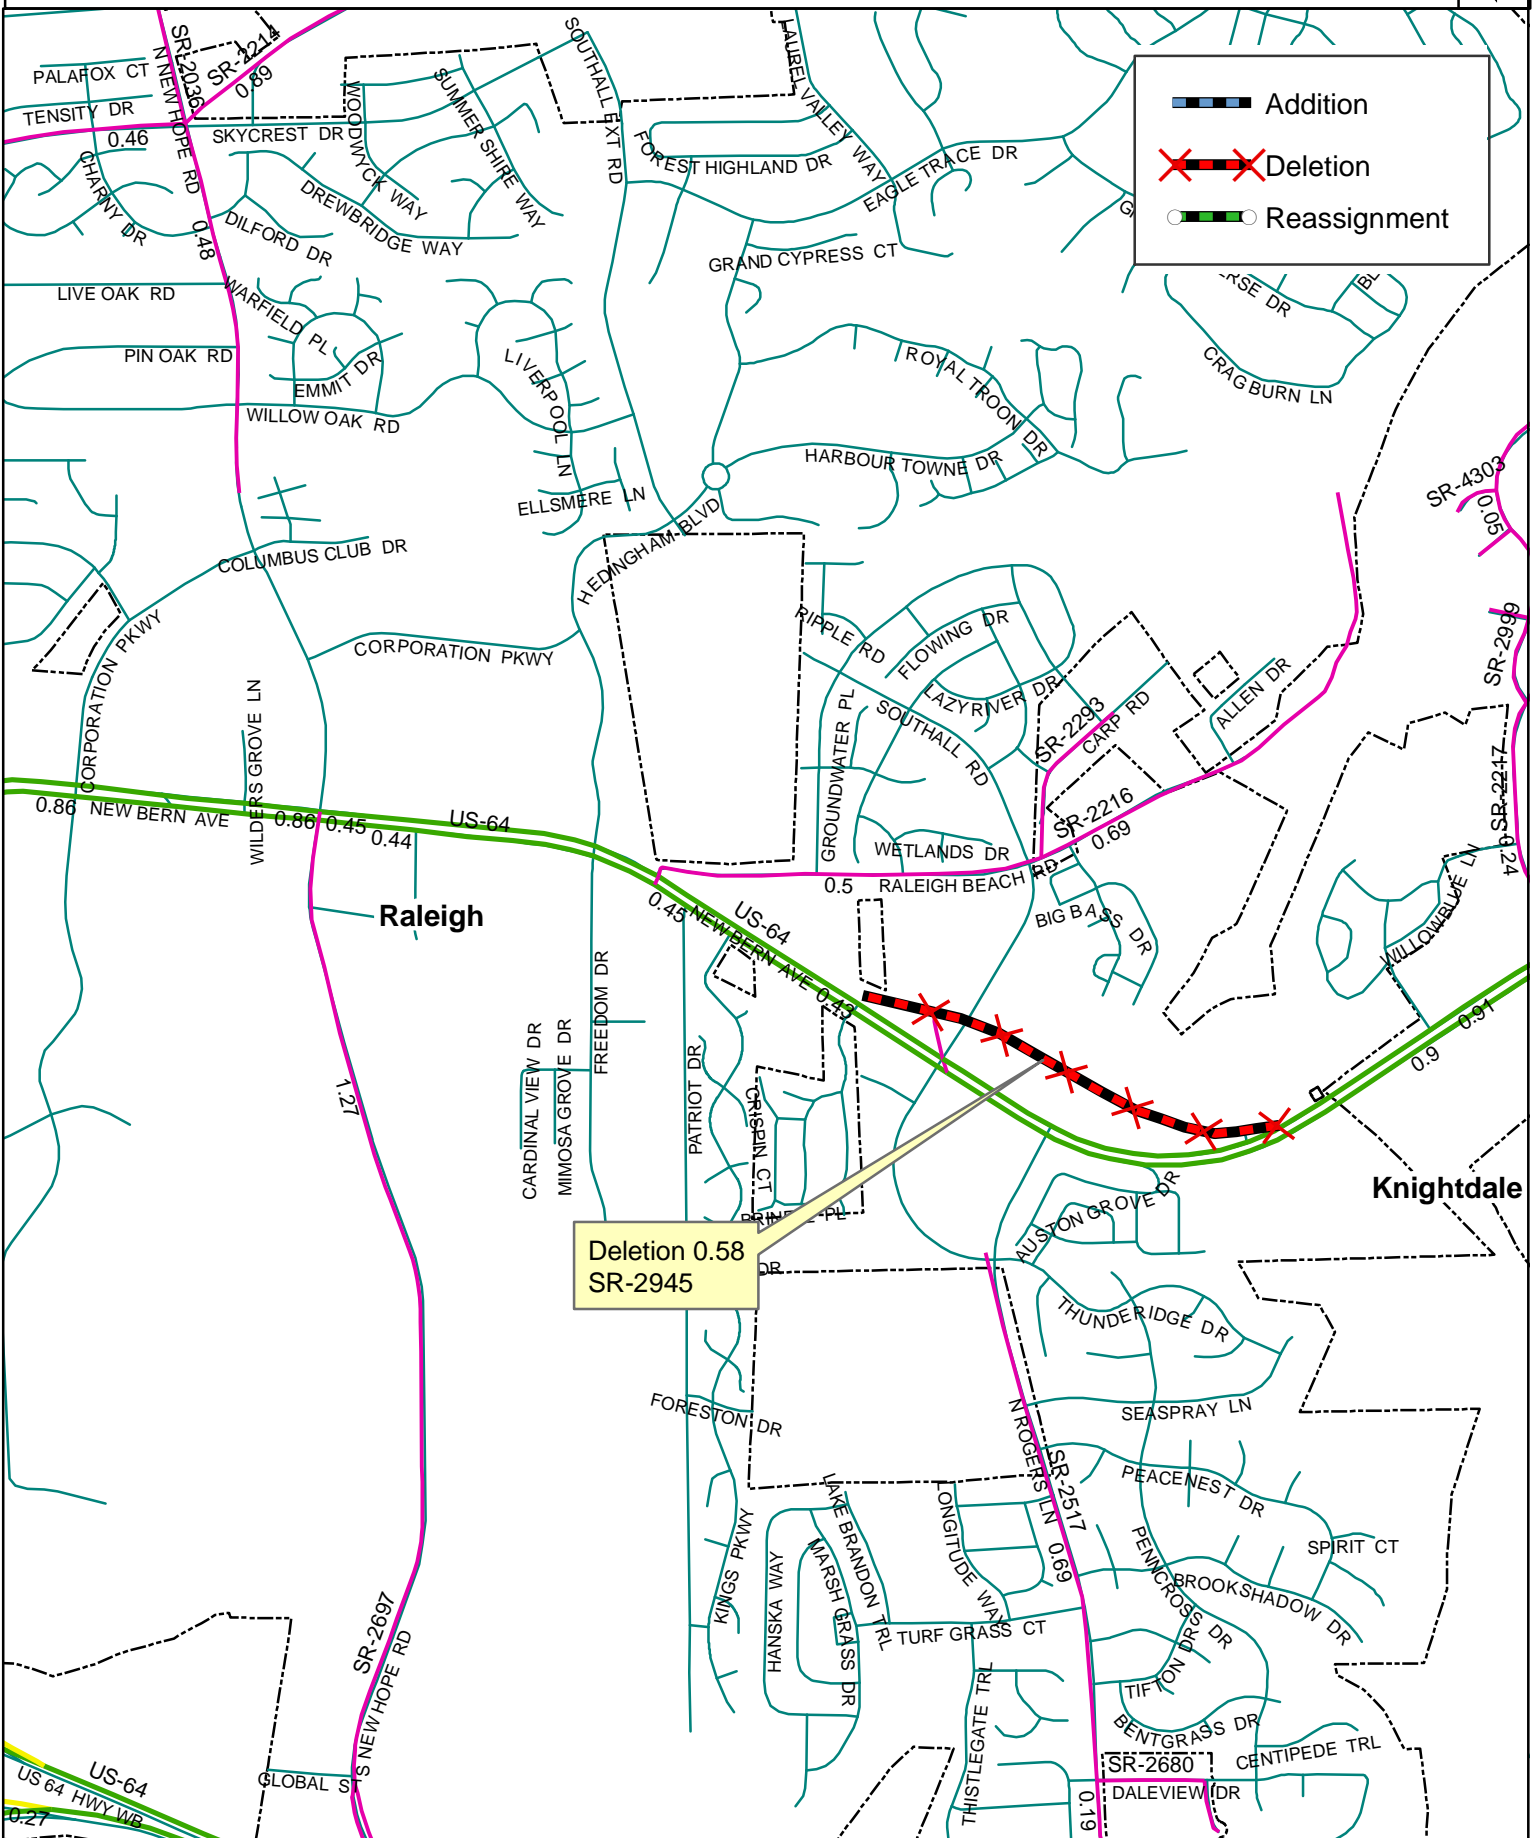 Addition
Deletion
Reassignment
SR-2036
N NEW HOPE RD
SR-2214
0.89
PALAFOX CT
TENSITY DR
0.46
SKYCREST DR
CHARNY DR
0.48
DILFORD DR
WOODWYCK WAY
DREWBRIDGE WAY
SUMMER SHIRE WAY
SOUTHALL EXT RD
LAUREL VALLEY WAY
FOREST HIGHLAND DR
EAGLE TRACE DR
GRAND CYPRESS CT
G
ERSE DR
BL
CRAGBURN LN
LIVE OAK RD
WARFIELD PL
PIN OAK RD
EMMIT DR
WILLOW OAK RD
LIVERPOOL LN
ELLSMERE LN
ROYAL TROON DR
HARBOUR TOWNE DR
HEDINGHAM BLVD
COLUMBUS CLUB DR
CORPORATION PKWY
CORPORATION PKWY
WILDERS GROVE LN
SR-4303
0.05
SR-2999
SR-2217
0.24
RIPPLE RD
FLOWING DR
LAZY RIVER DR
SOUTHALL RD
GROUNDWATER PL
SR-2293
CARP RD
ALLEN DR
SR-2216
0.69
WETLANDS DR
0.5
RALEIGH BEACH RD
BIG BASS DR
WILLOWBLUE LN
0.86
NEW BERN AVE
0.86
0.45
0.44
US-64
Raleigh
0.45
NEW BERN AVE
US-64
0.43
0.91
0.9
FREEDOM DR
CARDINAL VIEW DR
MIMOSA GROVE DR
PATRIOT DR
CRISPIN CT
BRINDLE PL
1.27
Knightdale
Deletion 0.58
SR-2945
DR
AUSTON GROVE DR
THUNDERIDGE DR
SEASPRAY LN
FORESTON DR
N ROGERS LN
SR-2517
0.69
PEACENEST DR
SPIRIT CT
PENNCROSS DR
BROOKSHADOW DR
KINGS PKWY
HANSKA WAY
LAKE BRANDON TRL
MARSH GRASS DR
LONGITUDE WAY
TURF GRASS CT
THISTLEGATE TRL
TIFTON DR
BENTGRASS DR
CENTIPEDE TRL
SR-2680
DALEVIEW DR
0.19
SR-2697
S NEW HOPE RD
GLOBAL ST
US-64
US 64 HWY WB
0.27